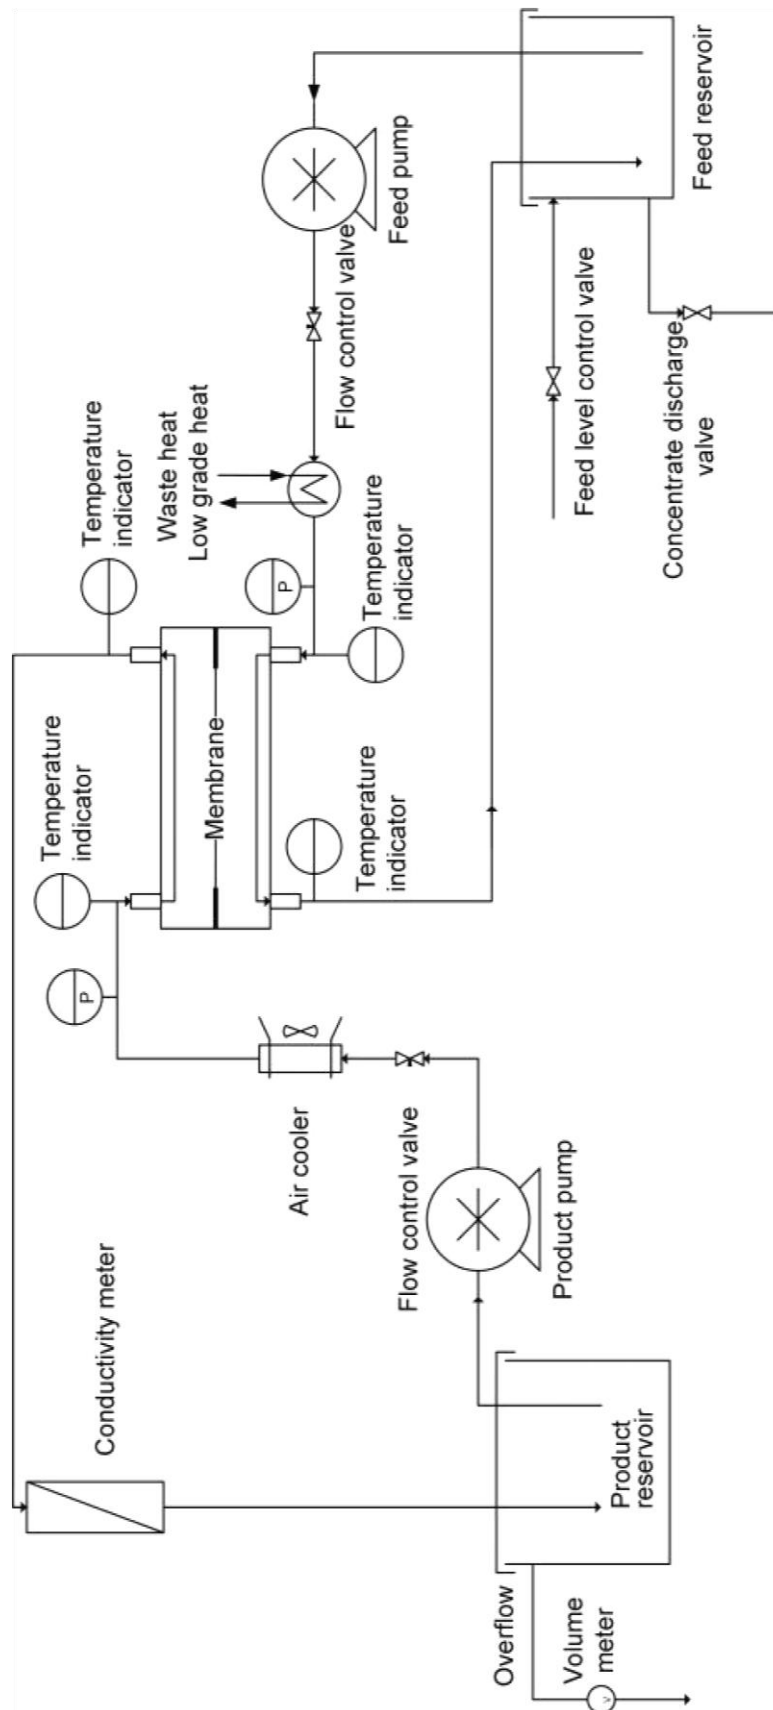 Conductivity meter
Temperature
indicator
Temperature
indicator
P
Membrane
P
Waste heat
Low grade heat
Temperature
indicator
Temperature
indicator
Air cooler
Flow control valve
Feed pump
Flow control valve
Product pump
Product
reservoir
Overflow
Volume
meter
V
Feed level control valve
Concentrate discharge
valve
Feed reservoir